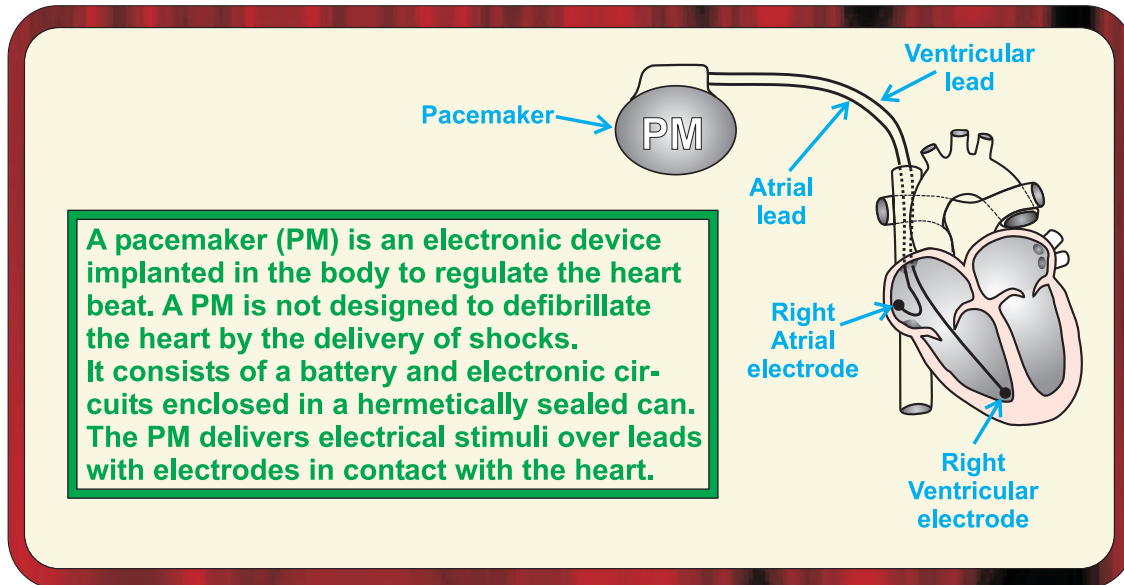 Ventricular
lead
Pacemaker
PM
Atrial
lead
A pacemaker (PM) is an electronic device
implanted in the body to regulate the heart
beat. A PM is not designed to defibrillate
the heart by the delivery of shocks.
It consists of a battery and electronic cir-
cuits enclosed in a hermetically sealed can.
The PM delivers electrical stimuli over leads
with electrodes in contact with the heart.
Right
Atrial
electrode
Right
Ventricular
electrode